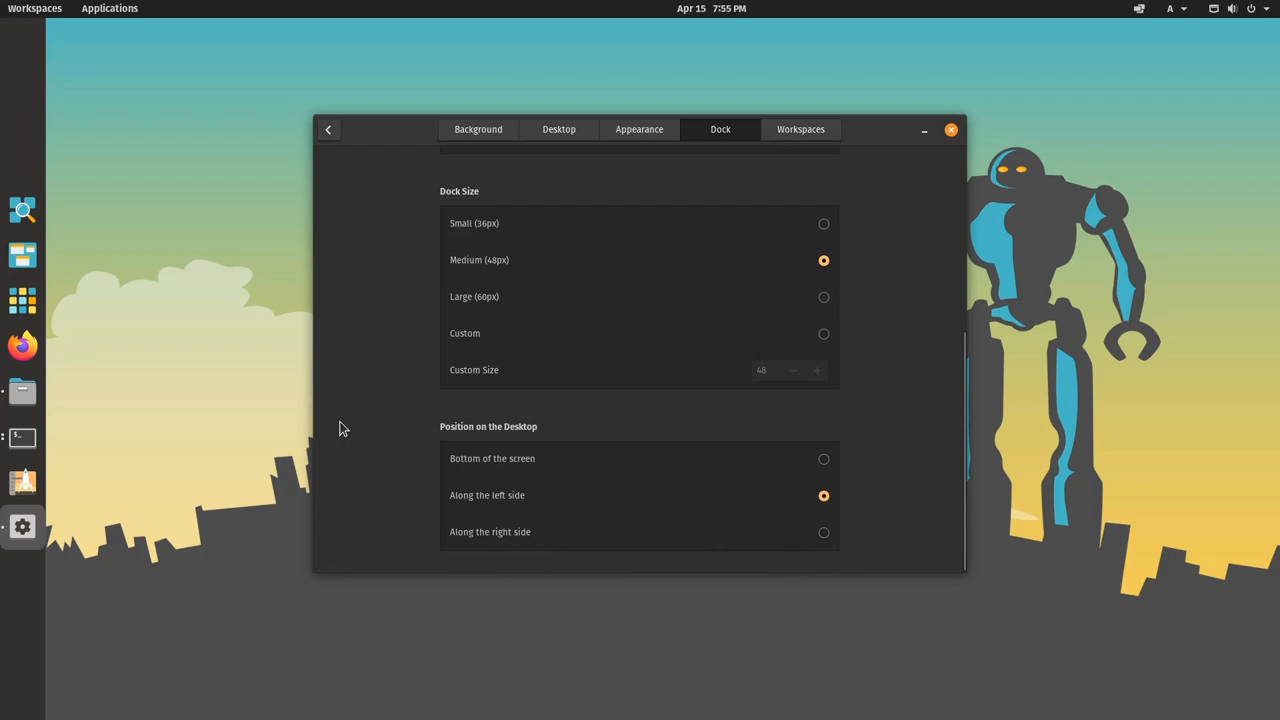 Workspaces Applications Apr 15 7:55 PM A
Background Desktop Appearance Dock Workspaces
Dock Size
Small (36px)
Medium (48px)
Large (60px)
Custom
Custom Size 48 − +
Position on the Desktop
Bottom of the screen
Along the left side
Along the right side
$_